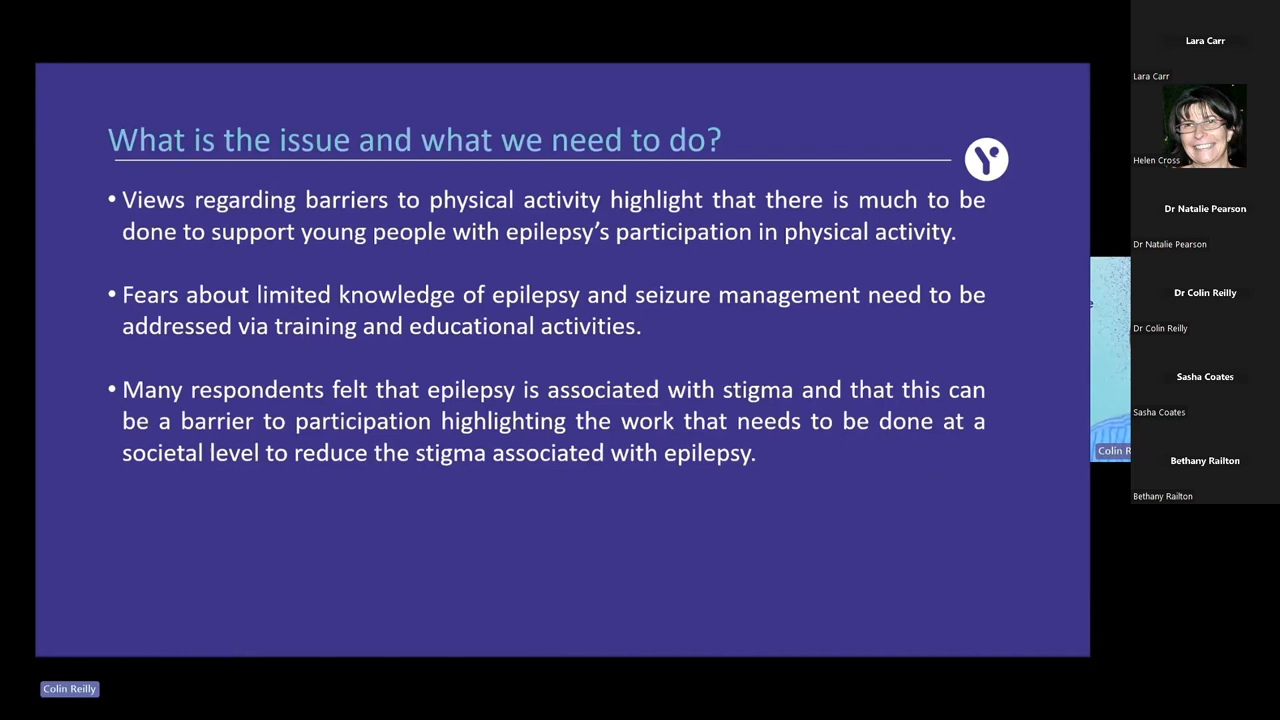 What is the issue and what we need to do?
• Views regarding barriers to physical activity highlight that there is much to be
done to support young people with epilepsy’s participation in physical activity.
• Fears about limited knowledge of epilepsy and seizure management need to be
addressed via training and educational activities.
• Many respondents felt that epilepsy is associated with stigma and that this can
be a barrier to participation highlighting the work that needs to be done at a
societal level to reduce the stigma associated with epilepsy.
Colin Reilly
Colin R
Lara Carr
Lara Carr
Helen Cross
Dr Natalie Pearson
Dr Natalie Pearson
Dr Colin Reilly
Dr Colin Reilly
Sasha Coates
Sasha Coates
Bethany Railton
Bethany Railton